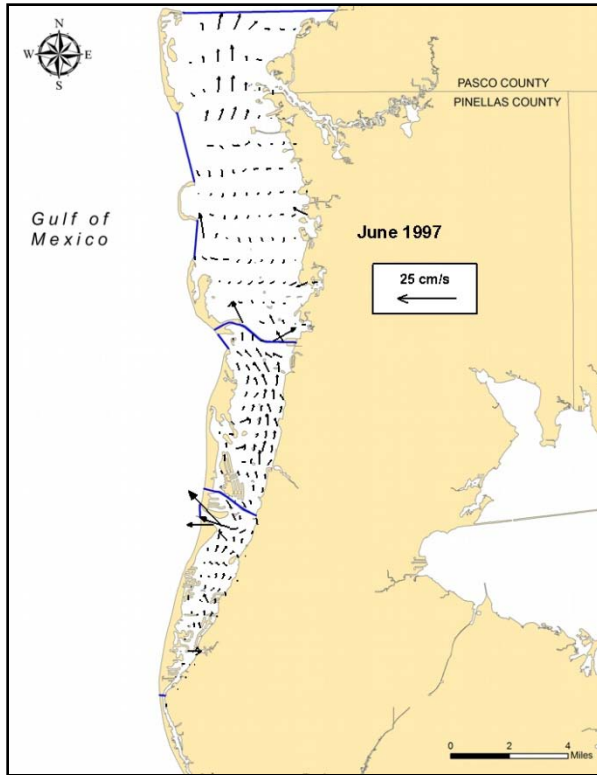 N
W E
S
PASCO COUNTY
PINELLAS COUNTY
Gulf of
Mexico
June 1997
25 cm/s
0 2 4
Miles